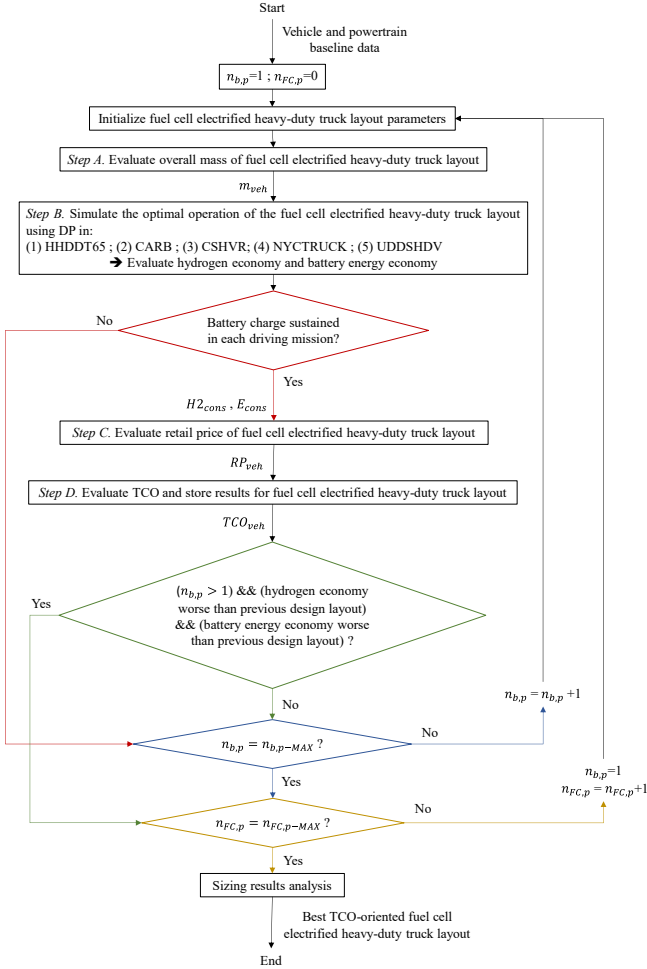 Start
Vehicle and powertrain
baseline data
n_{b,p}=1 ; n_{FC,p}=0
Initialize fuel cell electrified heavy-duty truck layout parameters
Step A. Evaluate overall mass of fuel cell electrified heavy-duty truck layout
m_{veh}
Step B. Simulate the optimal operation of the fuel cell electrified heavy-duty truck layout
using DP in:
(1) HHDDT65 ; (2) CARB ; (3) CSHVR; (4) NYCTRUCK ; (5) UDDSHDV
➔ Evaluate hydrogen economy and battery energy economy
No
Battery charge sustained
in each driving mission?
Yes
H2_{cons} , E_{cons}
Step C. Evaluate retail price of fuel cell electrified heavy-duty truck layout
RP_{veh}
Step D. Evaluate TCO and store results for fuel cell electrified heavy-duty truck layout
TCO_{veh}
Yes
(n_{b,p} > 1) && (hydrogen economy
worse than previous design layout)
&& (battery energy economy worse
than previous design layout) ?
No
n_{b,p} = n_{b,p} +1
n_{b,p} = n_{b,p-MAX} ?
No
Yes
n_{b,p}=1
n_{FC,p} = n_{FC,p}+1
n_{FC,p} = n_{FC,p-MAX} ?
No
Yes
Sizing results analysis
Best TCO-oriented fuel cell
electrified heavy-duty truck layout
End